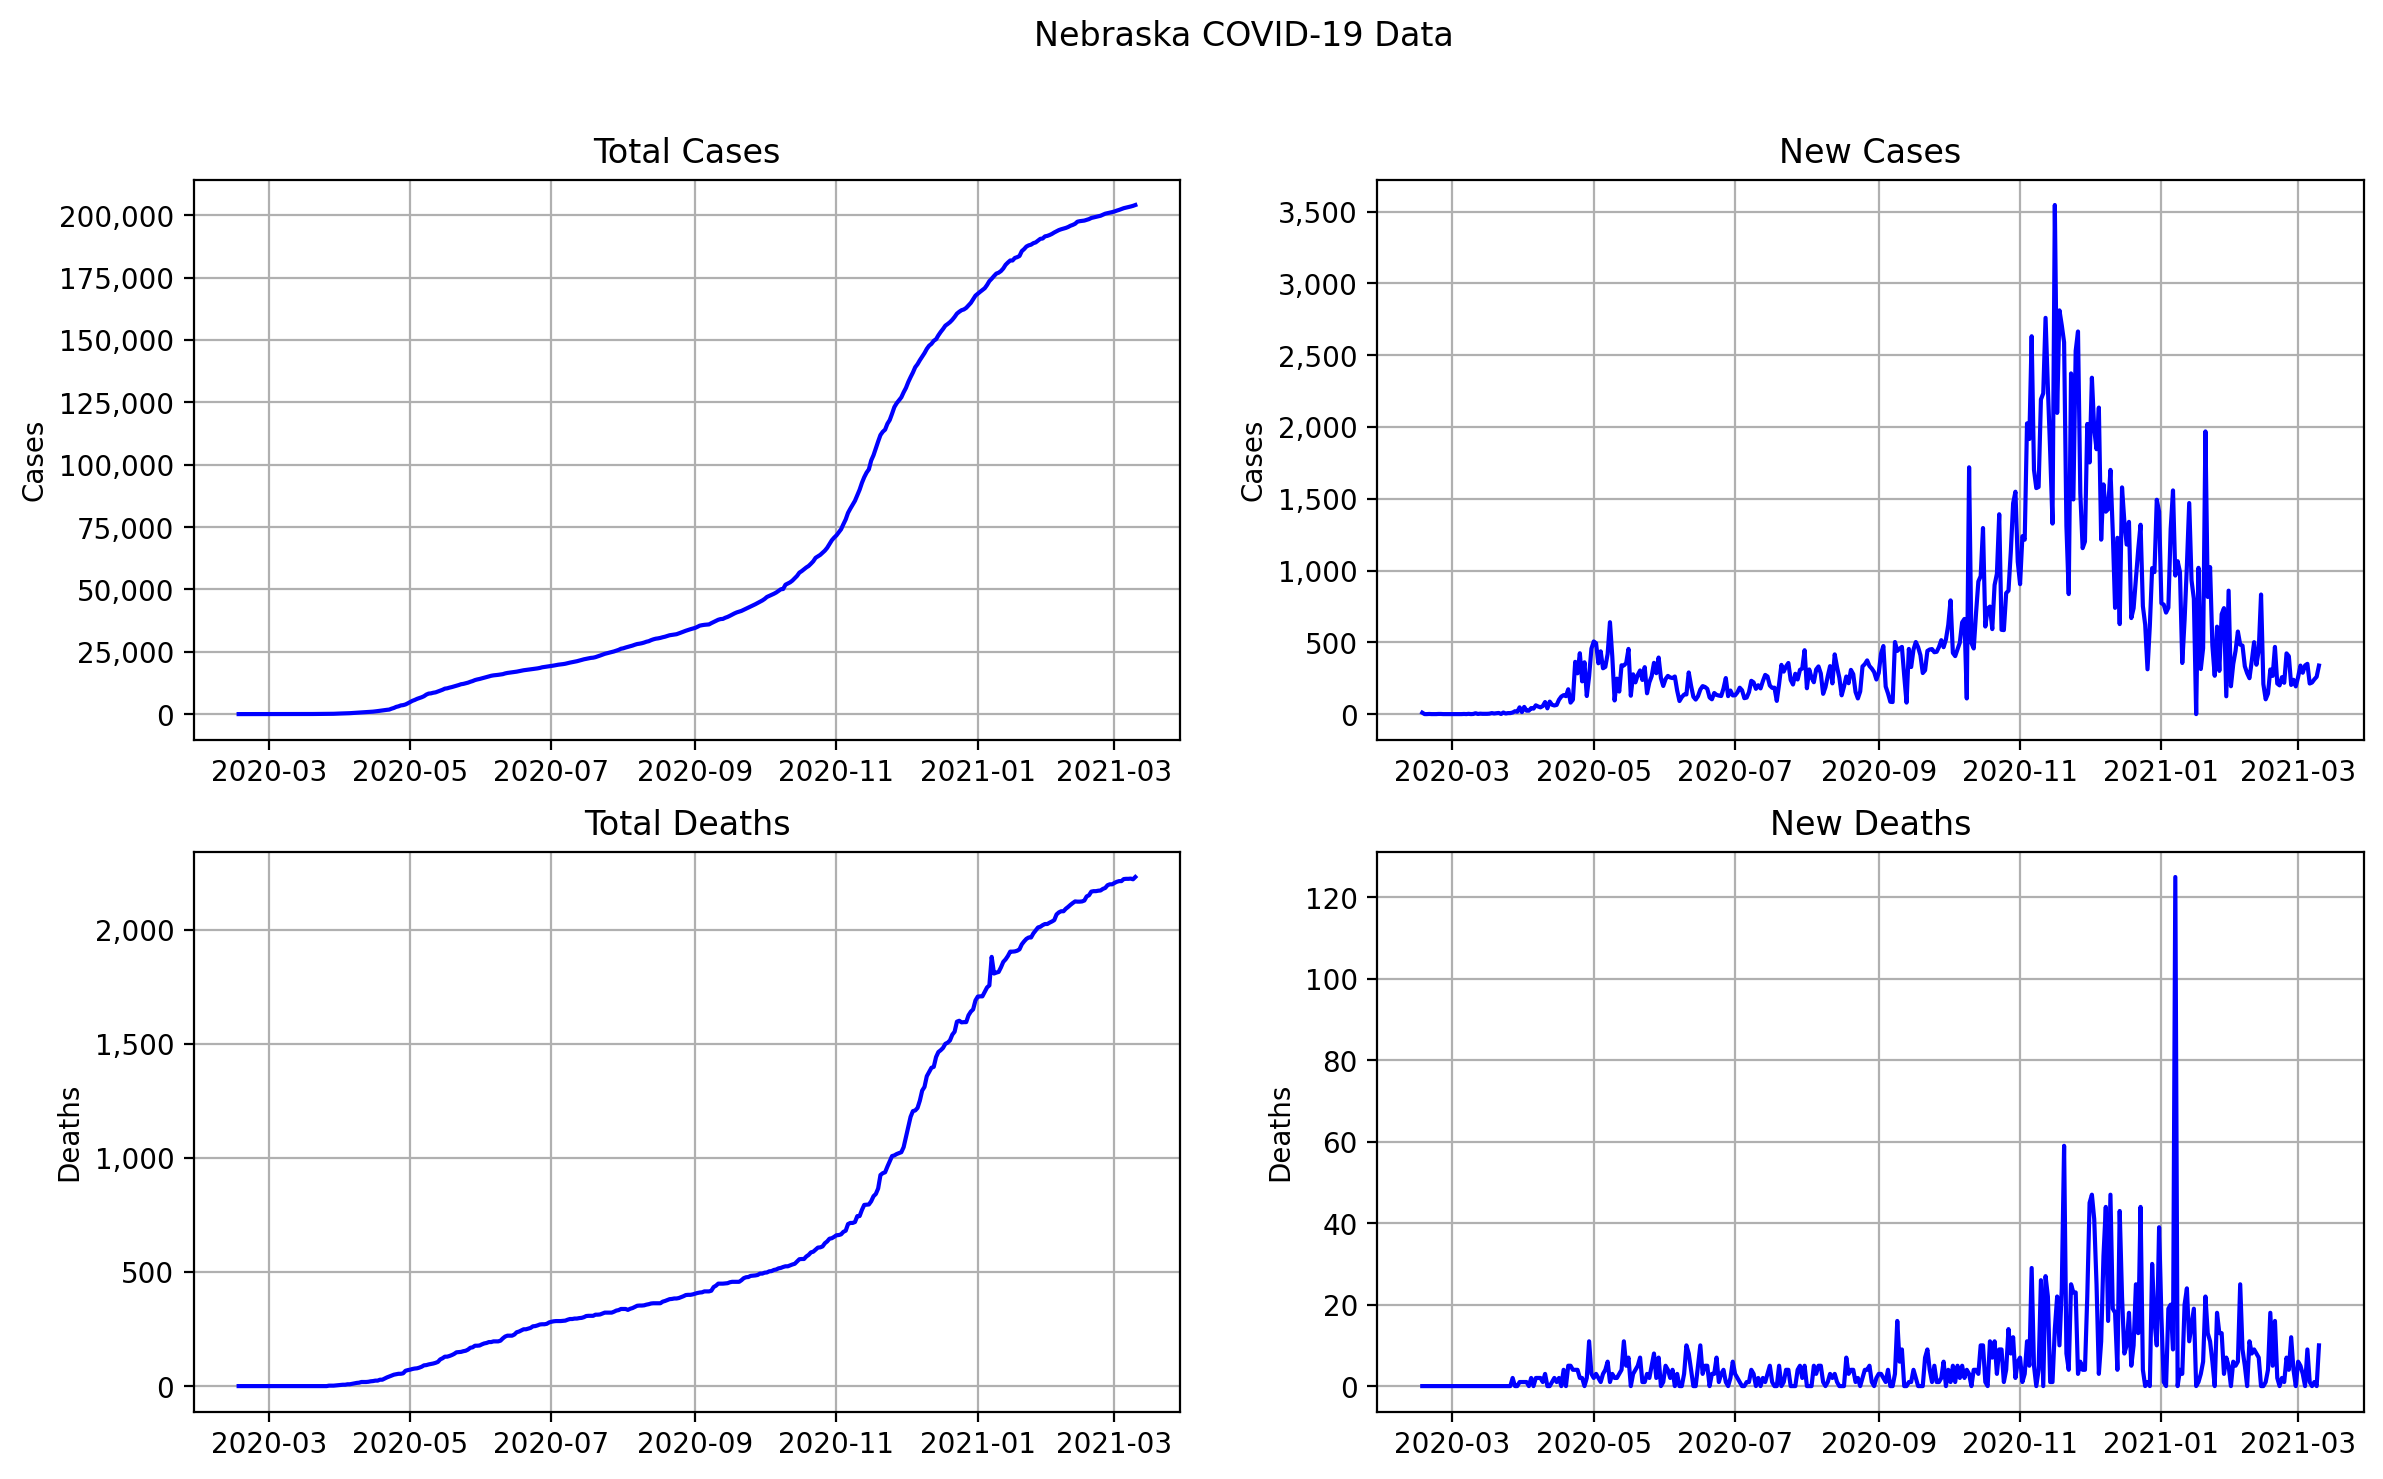 Nebraska COVID-19 Data
Total Cases
Cases
200,000
175,000
150,000
125,000
100,000
75,000
50,000
25,000
0
2020-03 2020-05 2020-07 2020-09 2020-11 2021-01 2021-03
New Cases
Cases
3,500
3,000
2,500
2,000
1,500
1,000
500
0
2020-03 2020-05 2020-07 2020-09 2020-11 2021-01 2021-03
Total Deaths
Deaths
2,000
1,500
1,000
500
0
2020-03 2020-05 2020-07 2020-09 2020-11 2021-01 2021-03
New Deaths
Deaths
120
100
80
60
40
20
0
2020-03 2020-05 2020-07 2020-09 2020-11 2021-01 2021-03